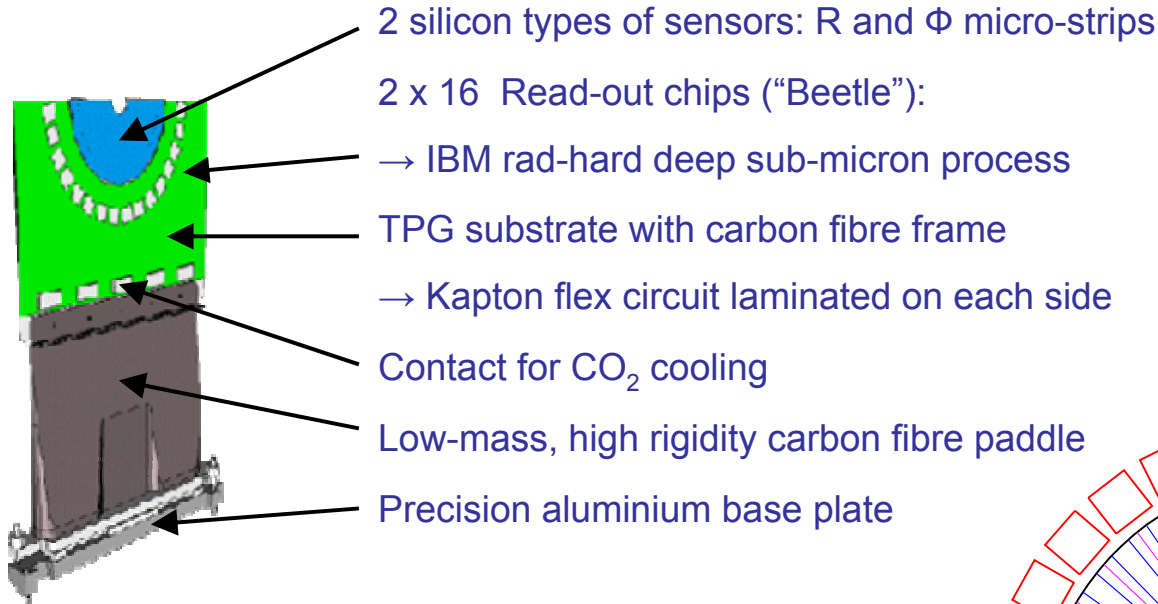 2 silicon types of sensors: R and Φ micro-strips
2 x 16 Read-out chips (“Beetle”):
→ IBM rad-hard deep sub-micron process
TPG substrate with carbon fibre frame
→ Kapton flex circuit laminated on each side
Contact for CO₂ cooling
Low-mass, high rigidity carbon fibre paddle
Precision aluminium base plate